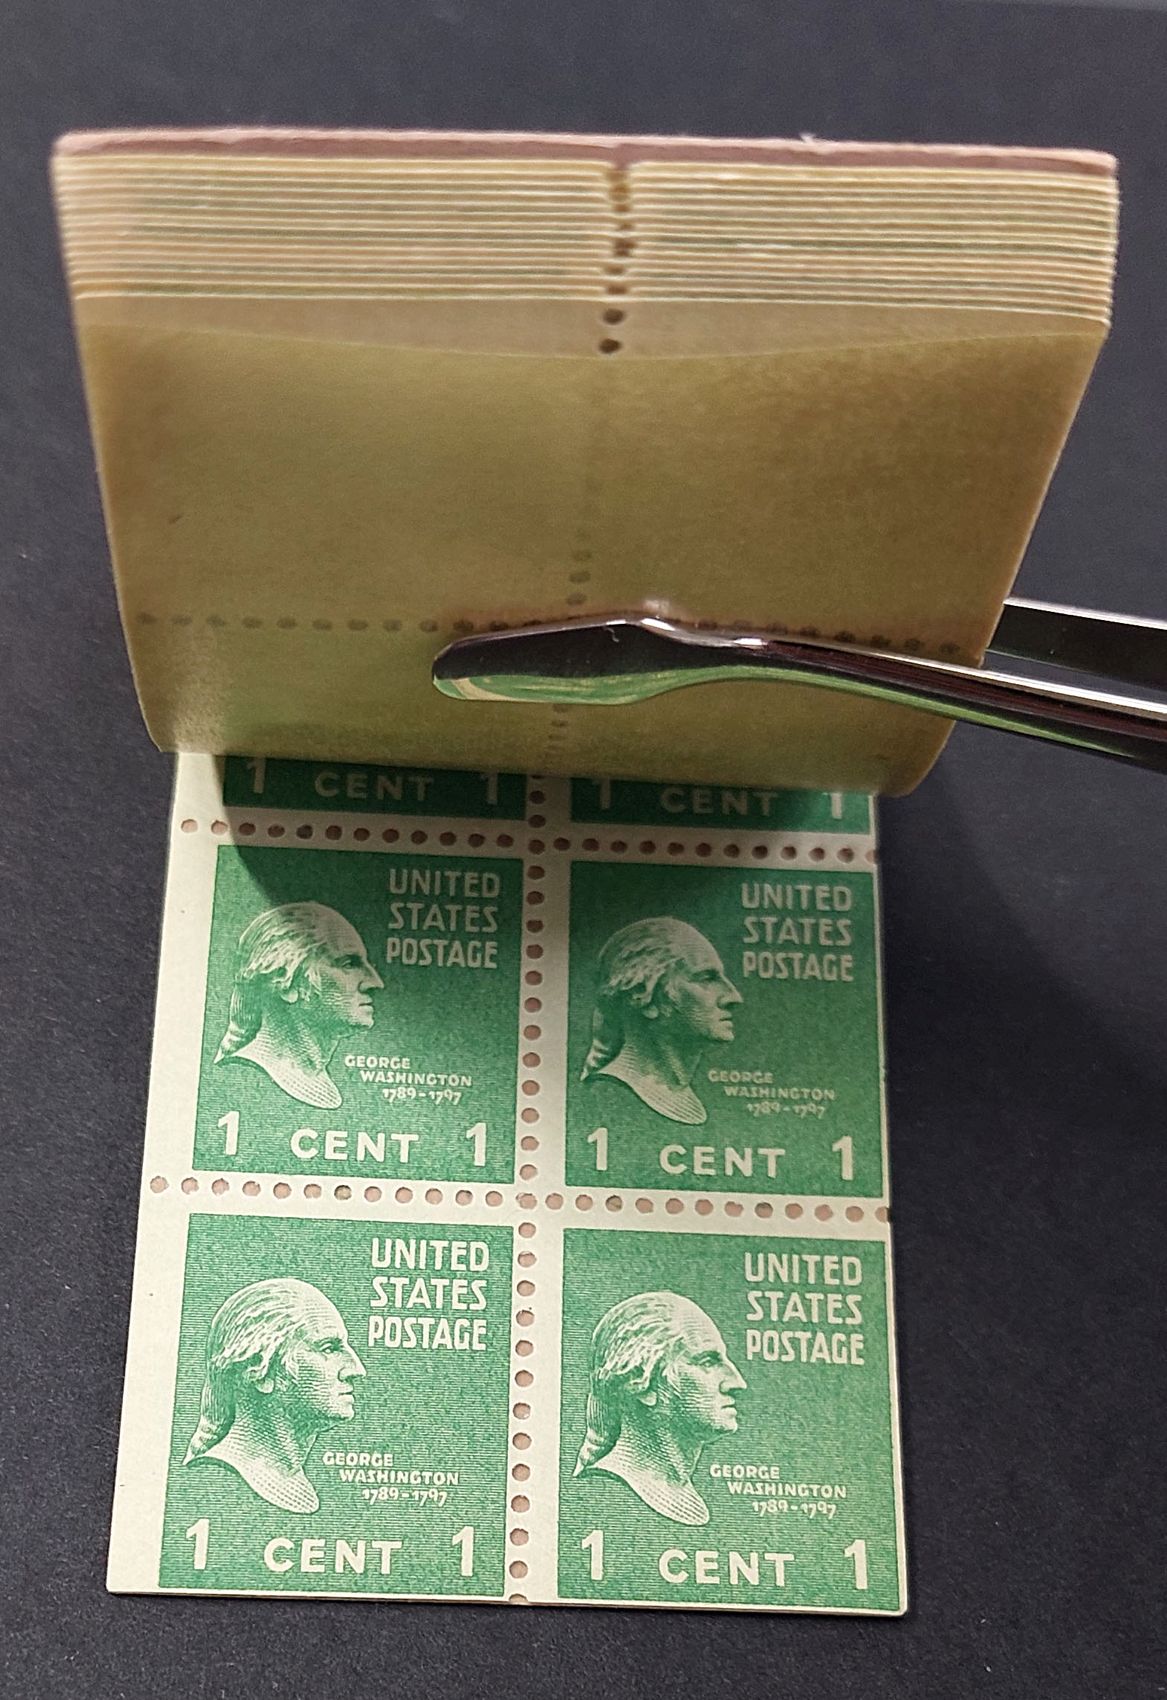 1 CENT 1
1 CENT 1
UNITED
STATES
POSTAGE
GEORGE
WASHINGTON
1789-1797
1 CENT 1
UNITED
STATES
POSTAGE
GEORGE
WASHINGTON
1789-1797
1 CENT 1
UNITED
STATES
POSTAGE
GEORGE
WASHINGTON
1789-1797
1 CENT 1
UNITED
STATES
POSTAGE
GEORGE
WASHINGTON
1789-1797
1 CENT 1